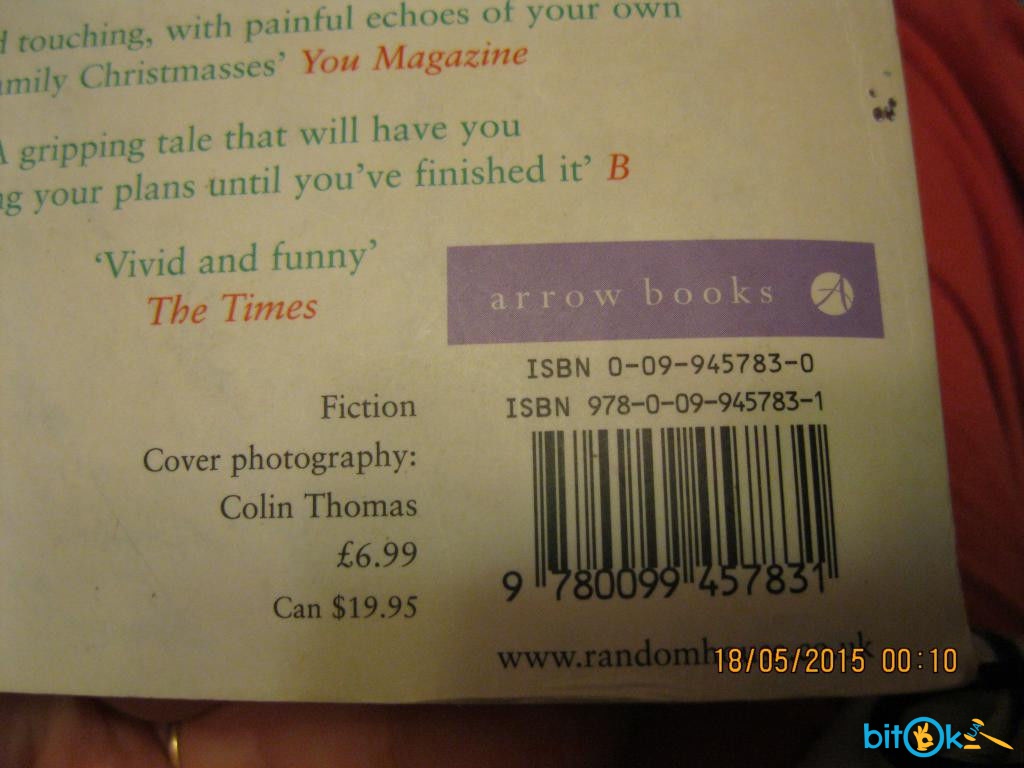 touching, with painful echoes of your own
Christmasses' You Magazine
gripping tale that will have you
your plans until you've finished it' B
'Vivid and funny'
The Times
arrow books
ISBN 0-09-945783-0
ISBN 978-0-09-945783-1
Fiction
Cover photography:
Colin Thomas
£6.99
Can $19.95
9 780099 457831
18/05/2015 00:10
bitOk UA